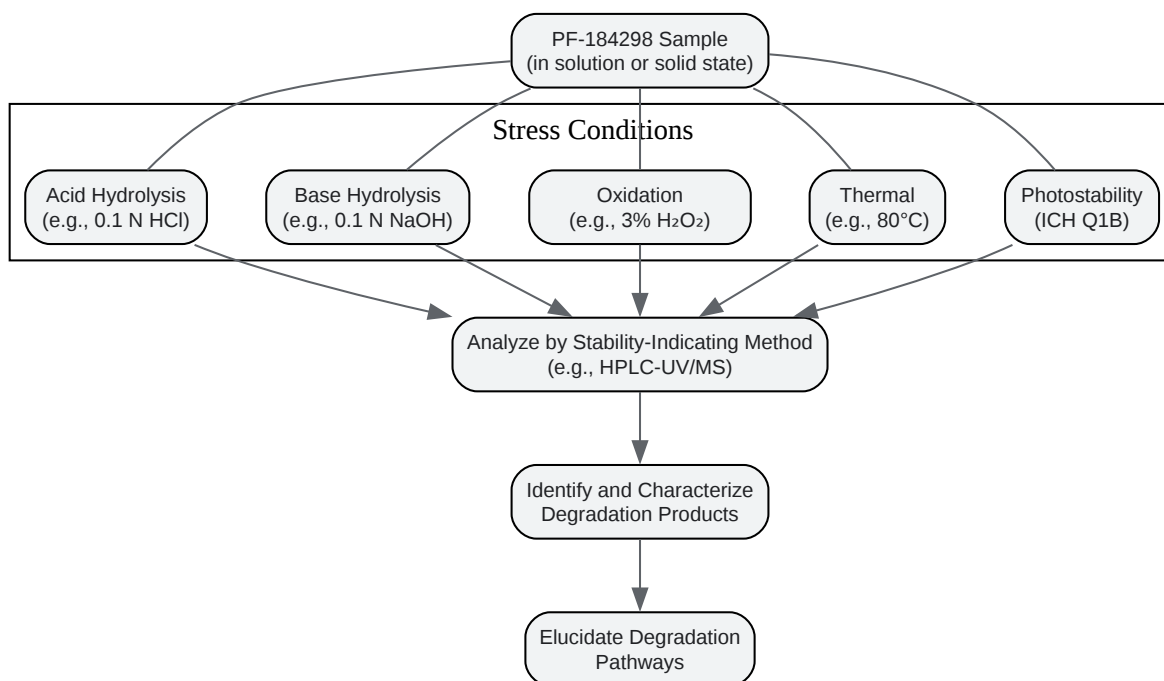 PF-184298 Sample
(in solution or solid state)
Stress Conditions
Acid Hydrolysis
(e.g., 0.1 N HCl)
Base Hydrolysis
(e.g., 0.1 N NaOH)
Oxidation
(e.g., 3% H₂O₂)
Thermal
(e.g., 80°C)
Photostability
(ICH Q1B)
Analyze by Stability-Indicating Method
(e.g., HPLC-UV/MS)
Identify and Characterize
Degradation Products
Elucidate Degradation
Pathways